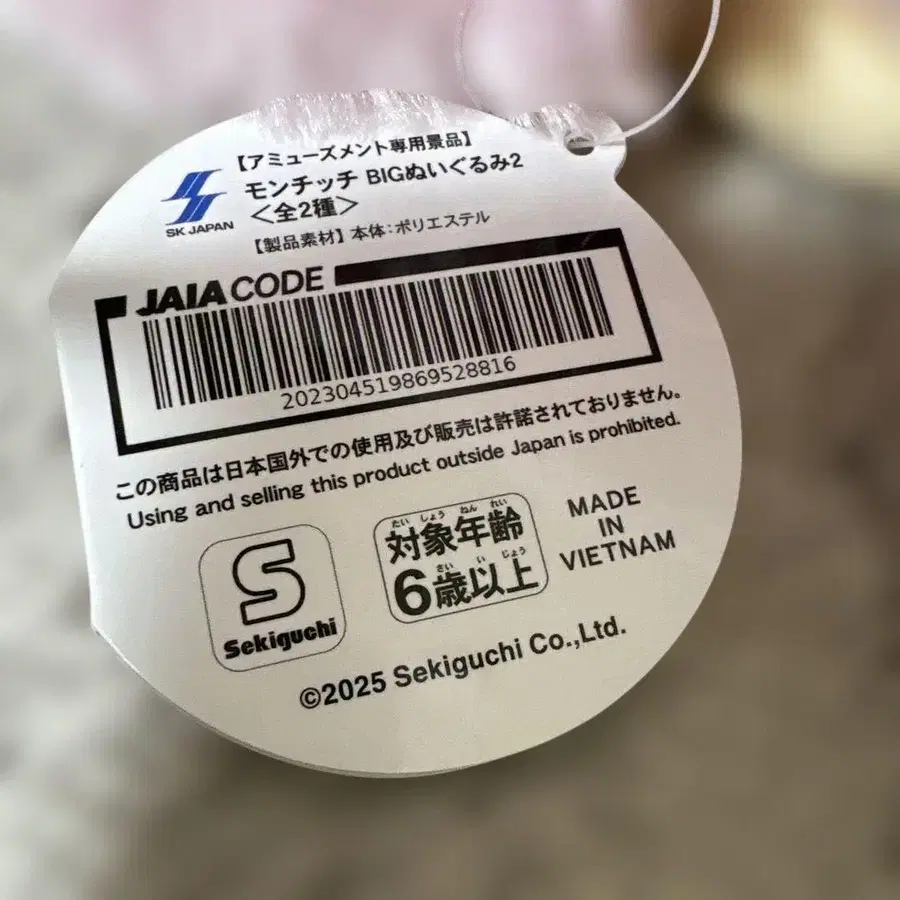 【アミューズメント専用景品】
モンチッチ BIGぬいぐるみ2
＜全2種＞
SK JAPAN
【製品素材】本体:ポリエステル
JAIA CODE
202304519869528816
この商品は日本国外での使用及び販売は許諾されておりません。
Using and selling this product outside Japan is prohibited.
S
Sekiguchi
たいしょうねんれい
対象年齢
さいいじょう
6歳以上
MADE
IN
VIETNAM
©2025 Sekiguchi Co.,Ltd.